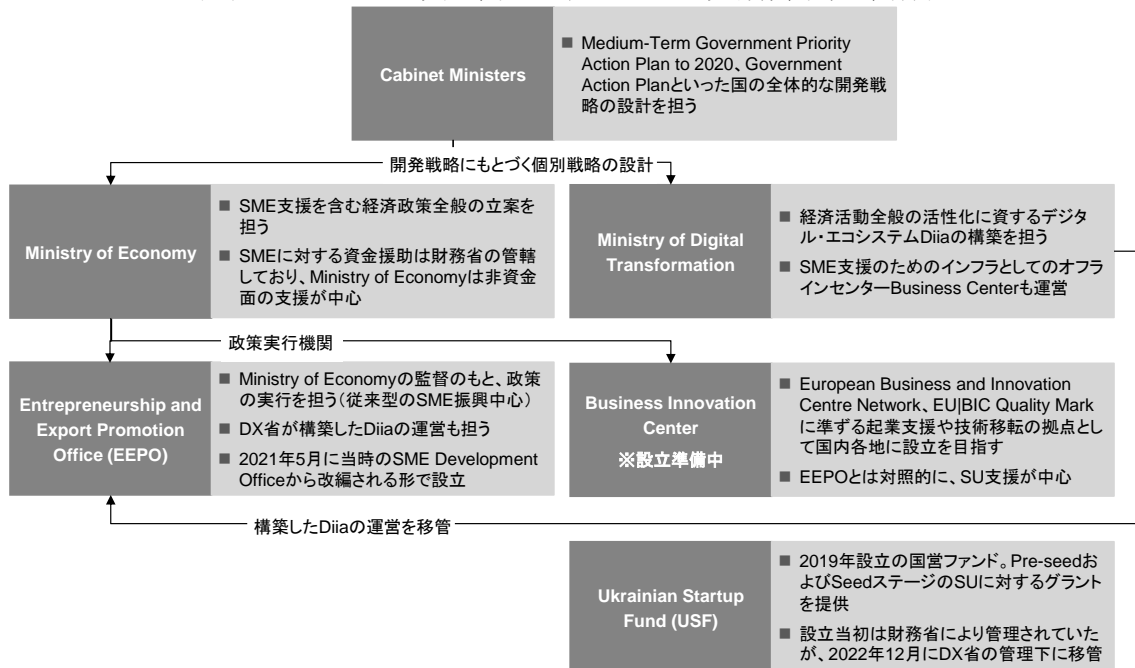 Cabinet Ministers
■ Medium-Term Government Priority
Action Plan to 2020、Government
Action Planといった国の全体的な開発戦
略の設計を担う
開発戦略にもとづく個別戦略の設計
Ministry of Economy
■ SME支援を含む経済政策全般の立案を
担う
■ SMEに対する資金援助は財務省の管轄
しており、Ministry of Economyは非資金
面の支援が中心
Ministry of Digital
Transformation
■ 経済活動全般の活性化に資するデジタ
ル・エコシステムDiiaの構築を担う
■ SME支援のためのインフラとしてのオフラ
インセンターBusiness Centerも運営
政策実行機関
Entrepreneurship and
Export Promotion
Office (EEPO)
■ Ministry of Economyの監督のもと、政策
の実行を担う（従来型のSME振興中心）
■ DX省が構築したDiiaの運営も担う
■ 2021年5月に当時のSME Development
Officeから改編される形で設立
Business Innovation
Center
※設立準備中
■ European Business and Innovation
Centre Network、EU|BIC Quality Mark
に準ずる起業支援や技術移転の拠点とし
て国内各地に設立を目指す
■ EEPOとは対照的に、SU支援が中心
構築したDiiaの運営を移管
Ukrainian Startup
Fund (USF)
■ 2019年設立の国営ファンド。Pre-seedお
よびSeedステージのSUに対するグラント
を提供
■ 設立当初は財務省により管理されていた
が、2022年12月にDX省の管理下に移管